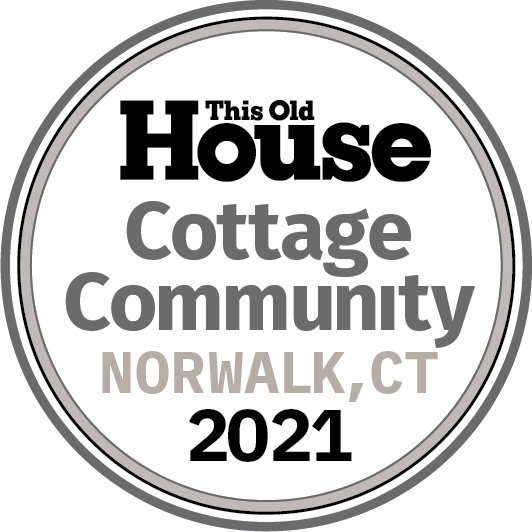 This Old
House
Cottage
Community
NORWALK, CT
2021